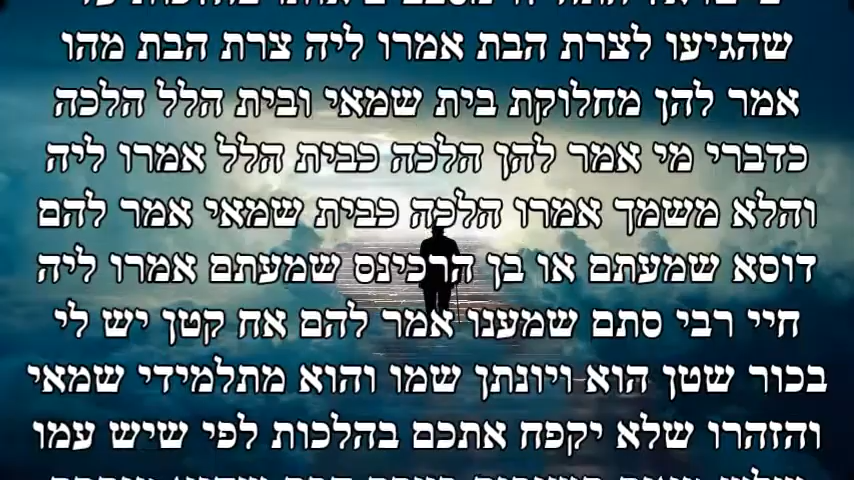 שהגיעו לצרת הבת אמרו ליה צרת הבת מהו
אמר להן מחלוקת בית שמאי ובית הלל הלכה
כדברי מי אמר להן הלכה כבית הלל אמרו ליה
והלא משמך אמרו הלכה כבית שמאי אמר להם
דוסא שמעתם או בן הרכינס שמעתם אמרו ליה
חיי רבי סתם שמענו אמר להם אח קטן יש לי
בכור שטן הוא ויונתן שמו והוא מתלמידי שמאי
והזהרו שלא יקפח אתכם בהלכות לפי שיש עמו